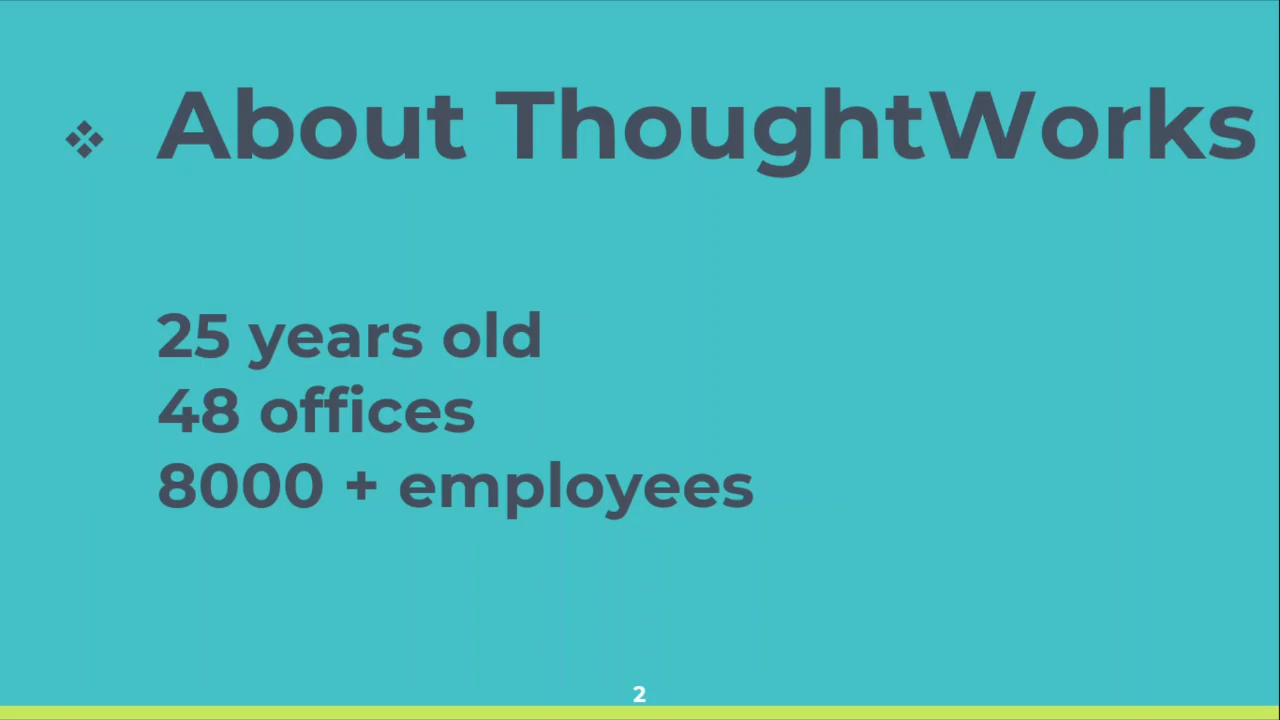 ❖ About ThoughtWorks
25 years old
48 offices
8000 + employees
2